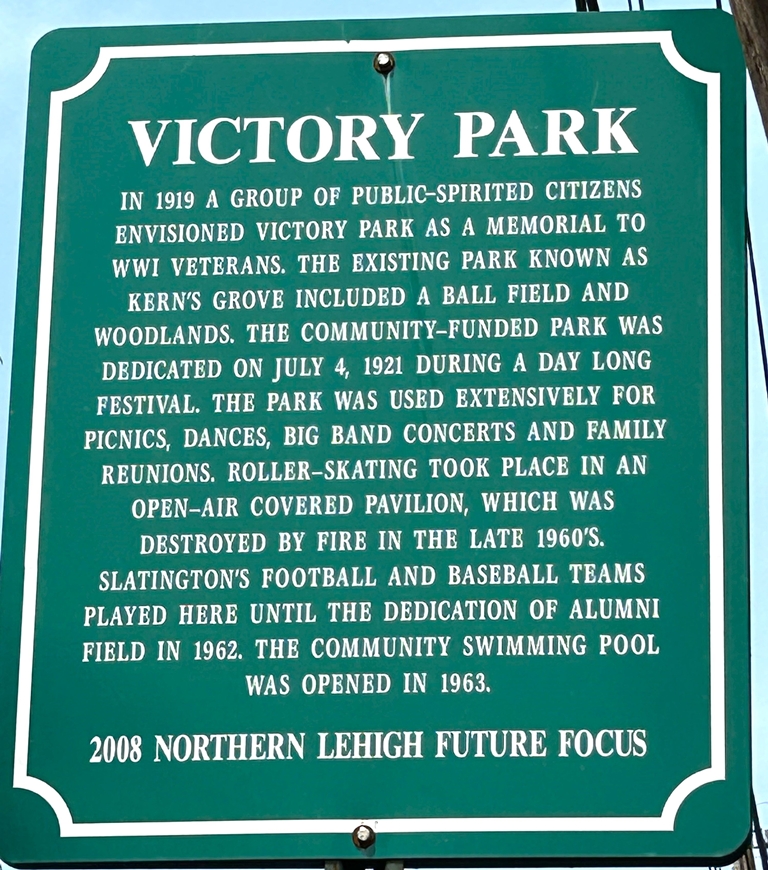 VICTORY PARK
IN 1919 A GROUP OF PUBLIC-SPIRITED CITIZENS
ENVISIONED VICTORY PARK AS A MEMORIAL TO
WWI VETERANS. THE EXISTING PARK KNOWN AS
KERN'S GROVE INCLUDED A BALL FIELD AND
WOODLANDS. THE COMMUNITY-FUNDED PARK WAS
DEDICATED ON JULY 4, 1921 DURING A DAY LONG
FESTIVAL. THE PARK WAS USED EXTENSIVELY FOR
PICNICS, DANCES, BIG BAND CONCERTS AND FAMILY
REUNIONS. ROLLER-SKATING TOOK PLACE IN AN
OPEN-AIR COVERED PAVILION, WHICH WAS
DESTROYED BY FIRE IN THE LATE 1960'S.
SLATINGTON'S FOOTBALL AND BASEBALL TEAMS
PLAYED HERE UNTIL THE DEDICATION OF ALUMNI
FIELD IN 1962. THE COMMUNITY SWIMMING POOL
WAS OPENED IN 1963.
2008 NORTHERN LEHIGH FUTURE FOCUS